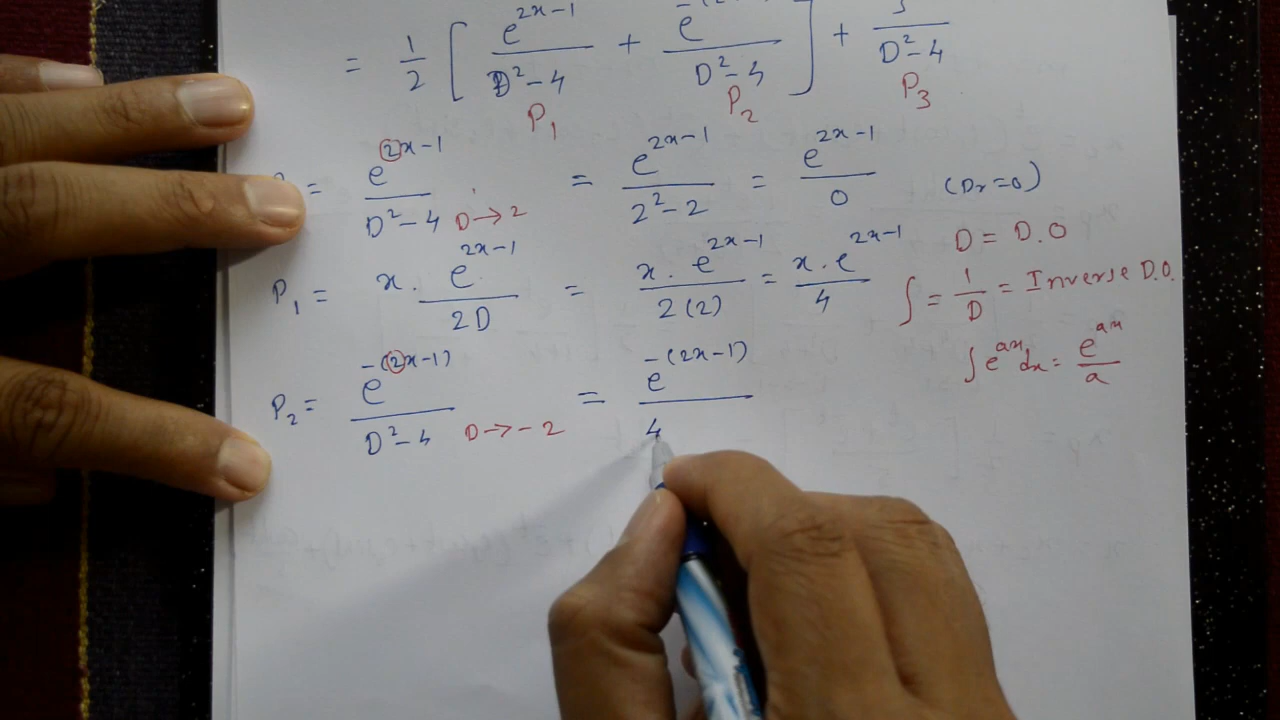 = 1/2 [ e^{2x-1}/(D²-4) + e^{-(2x-1)}/(D²-4) ] + /(D²-4)
P₁ P₂ P₃
= e^{2x-1}/(D²-4) D→2 = e^{2x-1}/(2²-2) = e^{2x-1}/0 (Dr=0)
D = D.O
P₁ = x. e^{2x-1}/2D = x. e^{2x-1}/2(2) = x. e^{2x-1}/4
∫ = 1/D = Inverse D.O.
∫e^{ax}dx = e^{ax}/a
P₂ = e^{-(2x-1)}/(D²-4) D→-2 = e^{-(2x-1)}/4